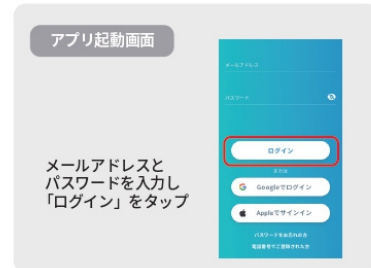 アプリ起動画面
メールアドレスと
パスワードを入力し
「ログイン」をタップ
メールアドレス
パスワード
ログイン
または
Googleでログイン
Appleでサインイン
パスワードをお忘れの方
電話番号でご登録された方